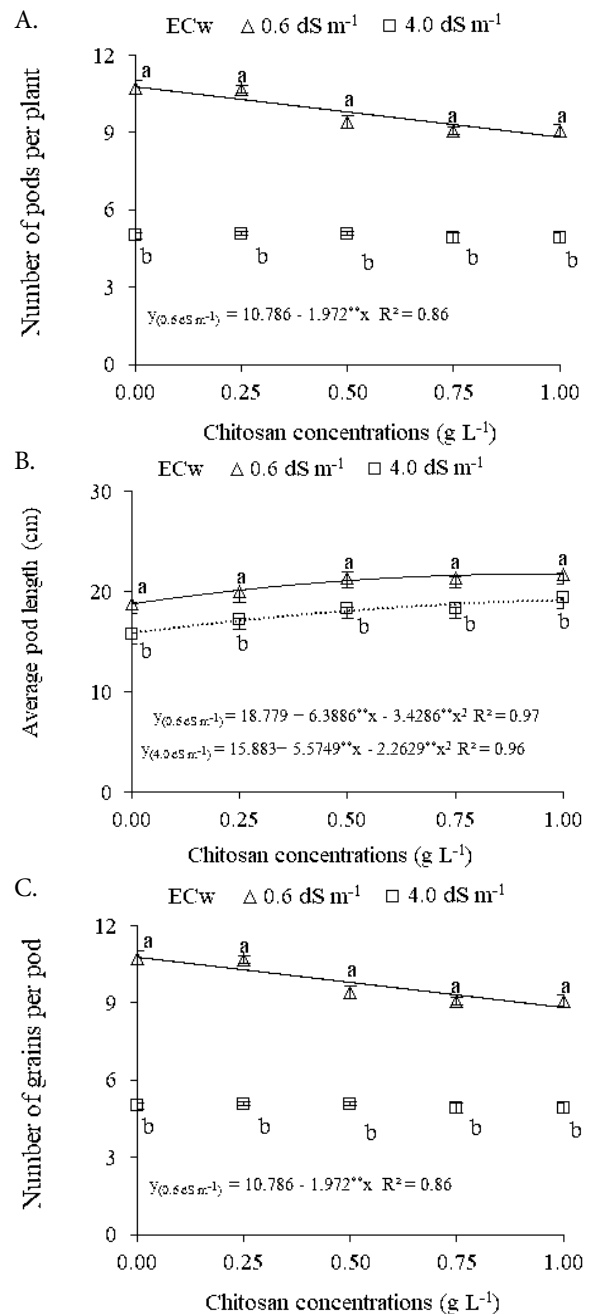 A.
ECw △ 0.6 dS m⁻¹ □ 4.0 dS m⁻¹
Number of pods per plant
12
9
6
3
0
a a a a a
b b b b b
y(0.6 dS m⁻¹) = 10.786 - 1.972**x R² = 0.86
0.00 0.25 0.50 0.75 1.00
Chitosan concentrations (g L⁻¹)
B.
ECw △ 0.6 dS m⁻¹ □ 4.0 dS m⁻¹
Average pod length (cm)
30
20
10
0
a a a a a
b b b b b
y(0.6 dS m⁻¹) = 18.779 − 6.3886**x - 3.4286**x² R² = 0.97
y(4.0 dS m⁻¹) = 15.883− 5.5749**x - 2.2629**x² R² = 0.96
0.00 0.25 0.50 0.75 1.00
Chitosan concentrations (g L⁻¹)
C.
ECw △ 0.6 dS m⁻¹ □ 4.0 dS m⁻¹
Number of grains per pod
12
9
6
3
0
a a a a a
b b b b b
y(0.6 dS m⁻¹) = 10.786 - 1.972**x R² = 0.86
0.00 0.25 0.50 0.75 1.00
Chitosan concentrations (g L⁻¹)